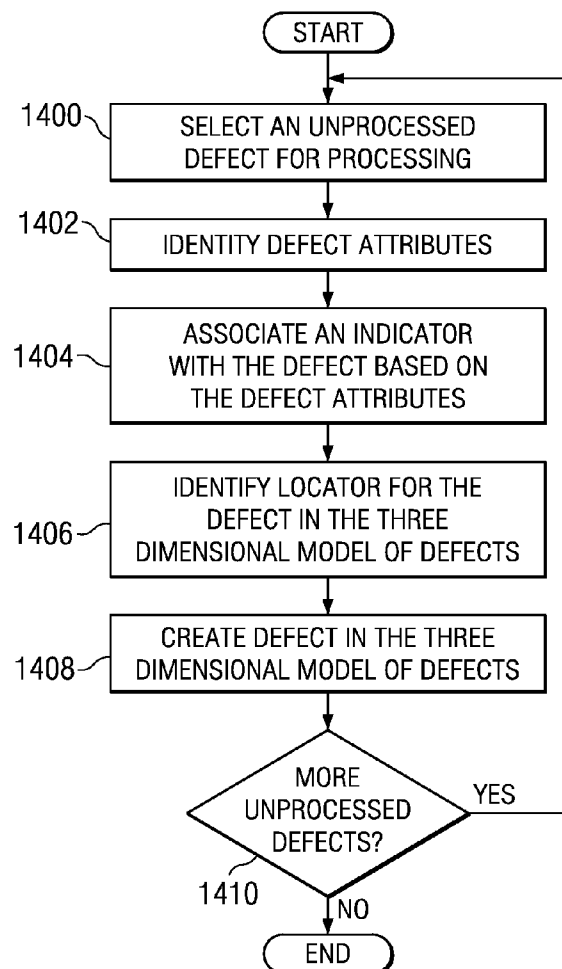 START
1400
SELECT AN UNPROCESSED
DEFECT FOR PROCESSING
1402
IDENTITY DEFECT ATTRIBUTES
1404
ASSOCIATE AN INDICATOR
WITH THE DEFECT BASED ON
THE DEFECT ATTRIBUTES
1406
IDENTIFY LOCATOR FOR THE
DEFECT IN THE THREE
DIMENSIONAL MODEL OF DEFECTS
1408
CREATE DEFECT IN THE THREE
DIMENSIONAL MODEL OF DEFECTS
MORE
UNPROCESSED
DEFECTS?
YES
1410
NO
END